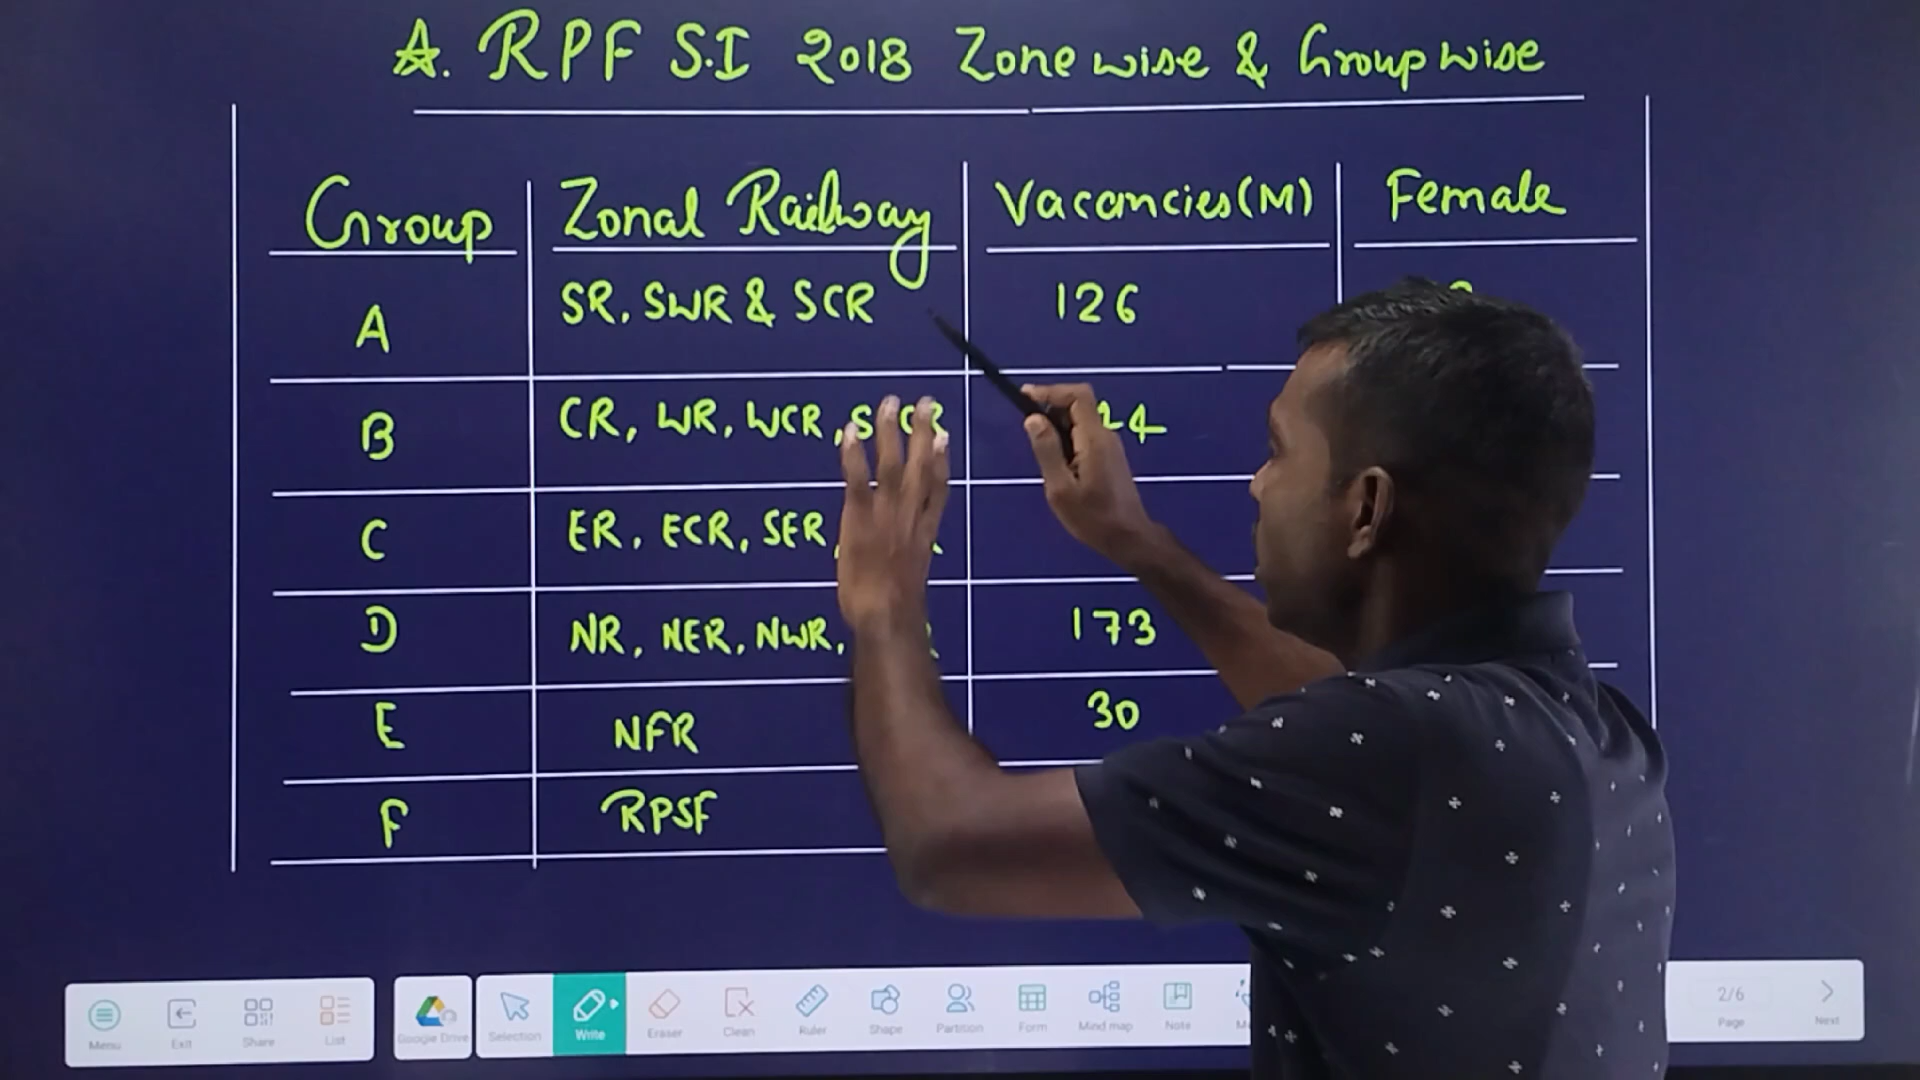 ☆. RPF S.I 2018 Zone wise & Group wise
Group Zonal Railway Vacancies(M) Female
A SR, SWR & SCR 126
B CR, WR, WCR,
C ER, ECR, SER,
D NR, NER, NWR, 173
E NFR 30
F RPSF
Menu Exit Share List Google Drive Selection Write Eraser Clean Ruler Shape Partition Form Mind map Note 2/6 Page Next